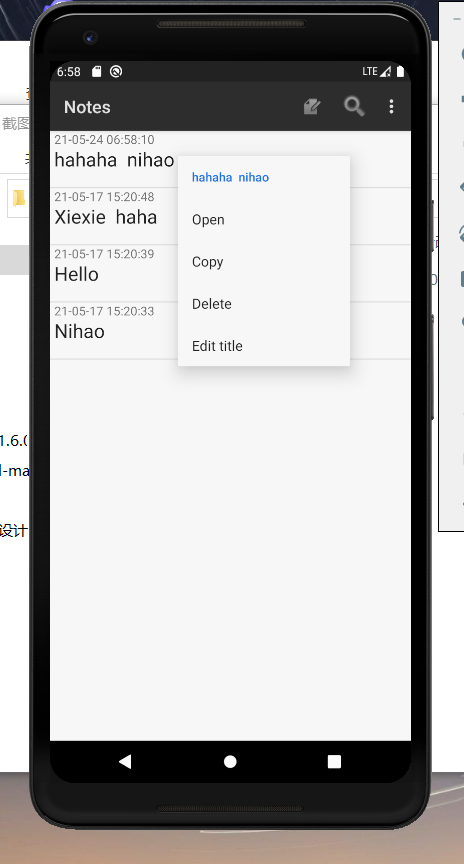 截图
6:58
LTE
Notes
21-05-24 06:58:10
hahaha nihao
21-05-17 15:20:48
Xiexie haha
21-05-17 15:20:39
Hello
21-05-17 15:20:33
Nihao
hahaha nihao
Open
Copy
Delete
Edit title
1.6.0
l-ma
设计